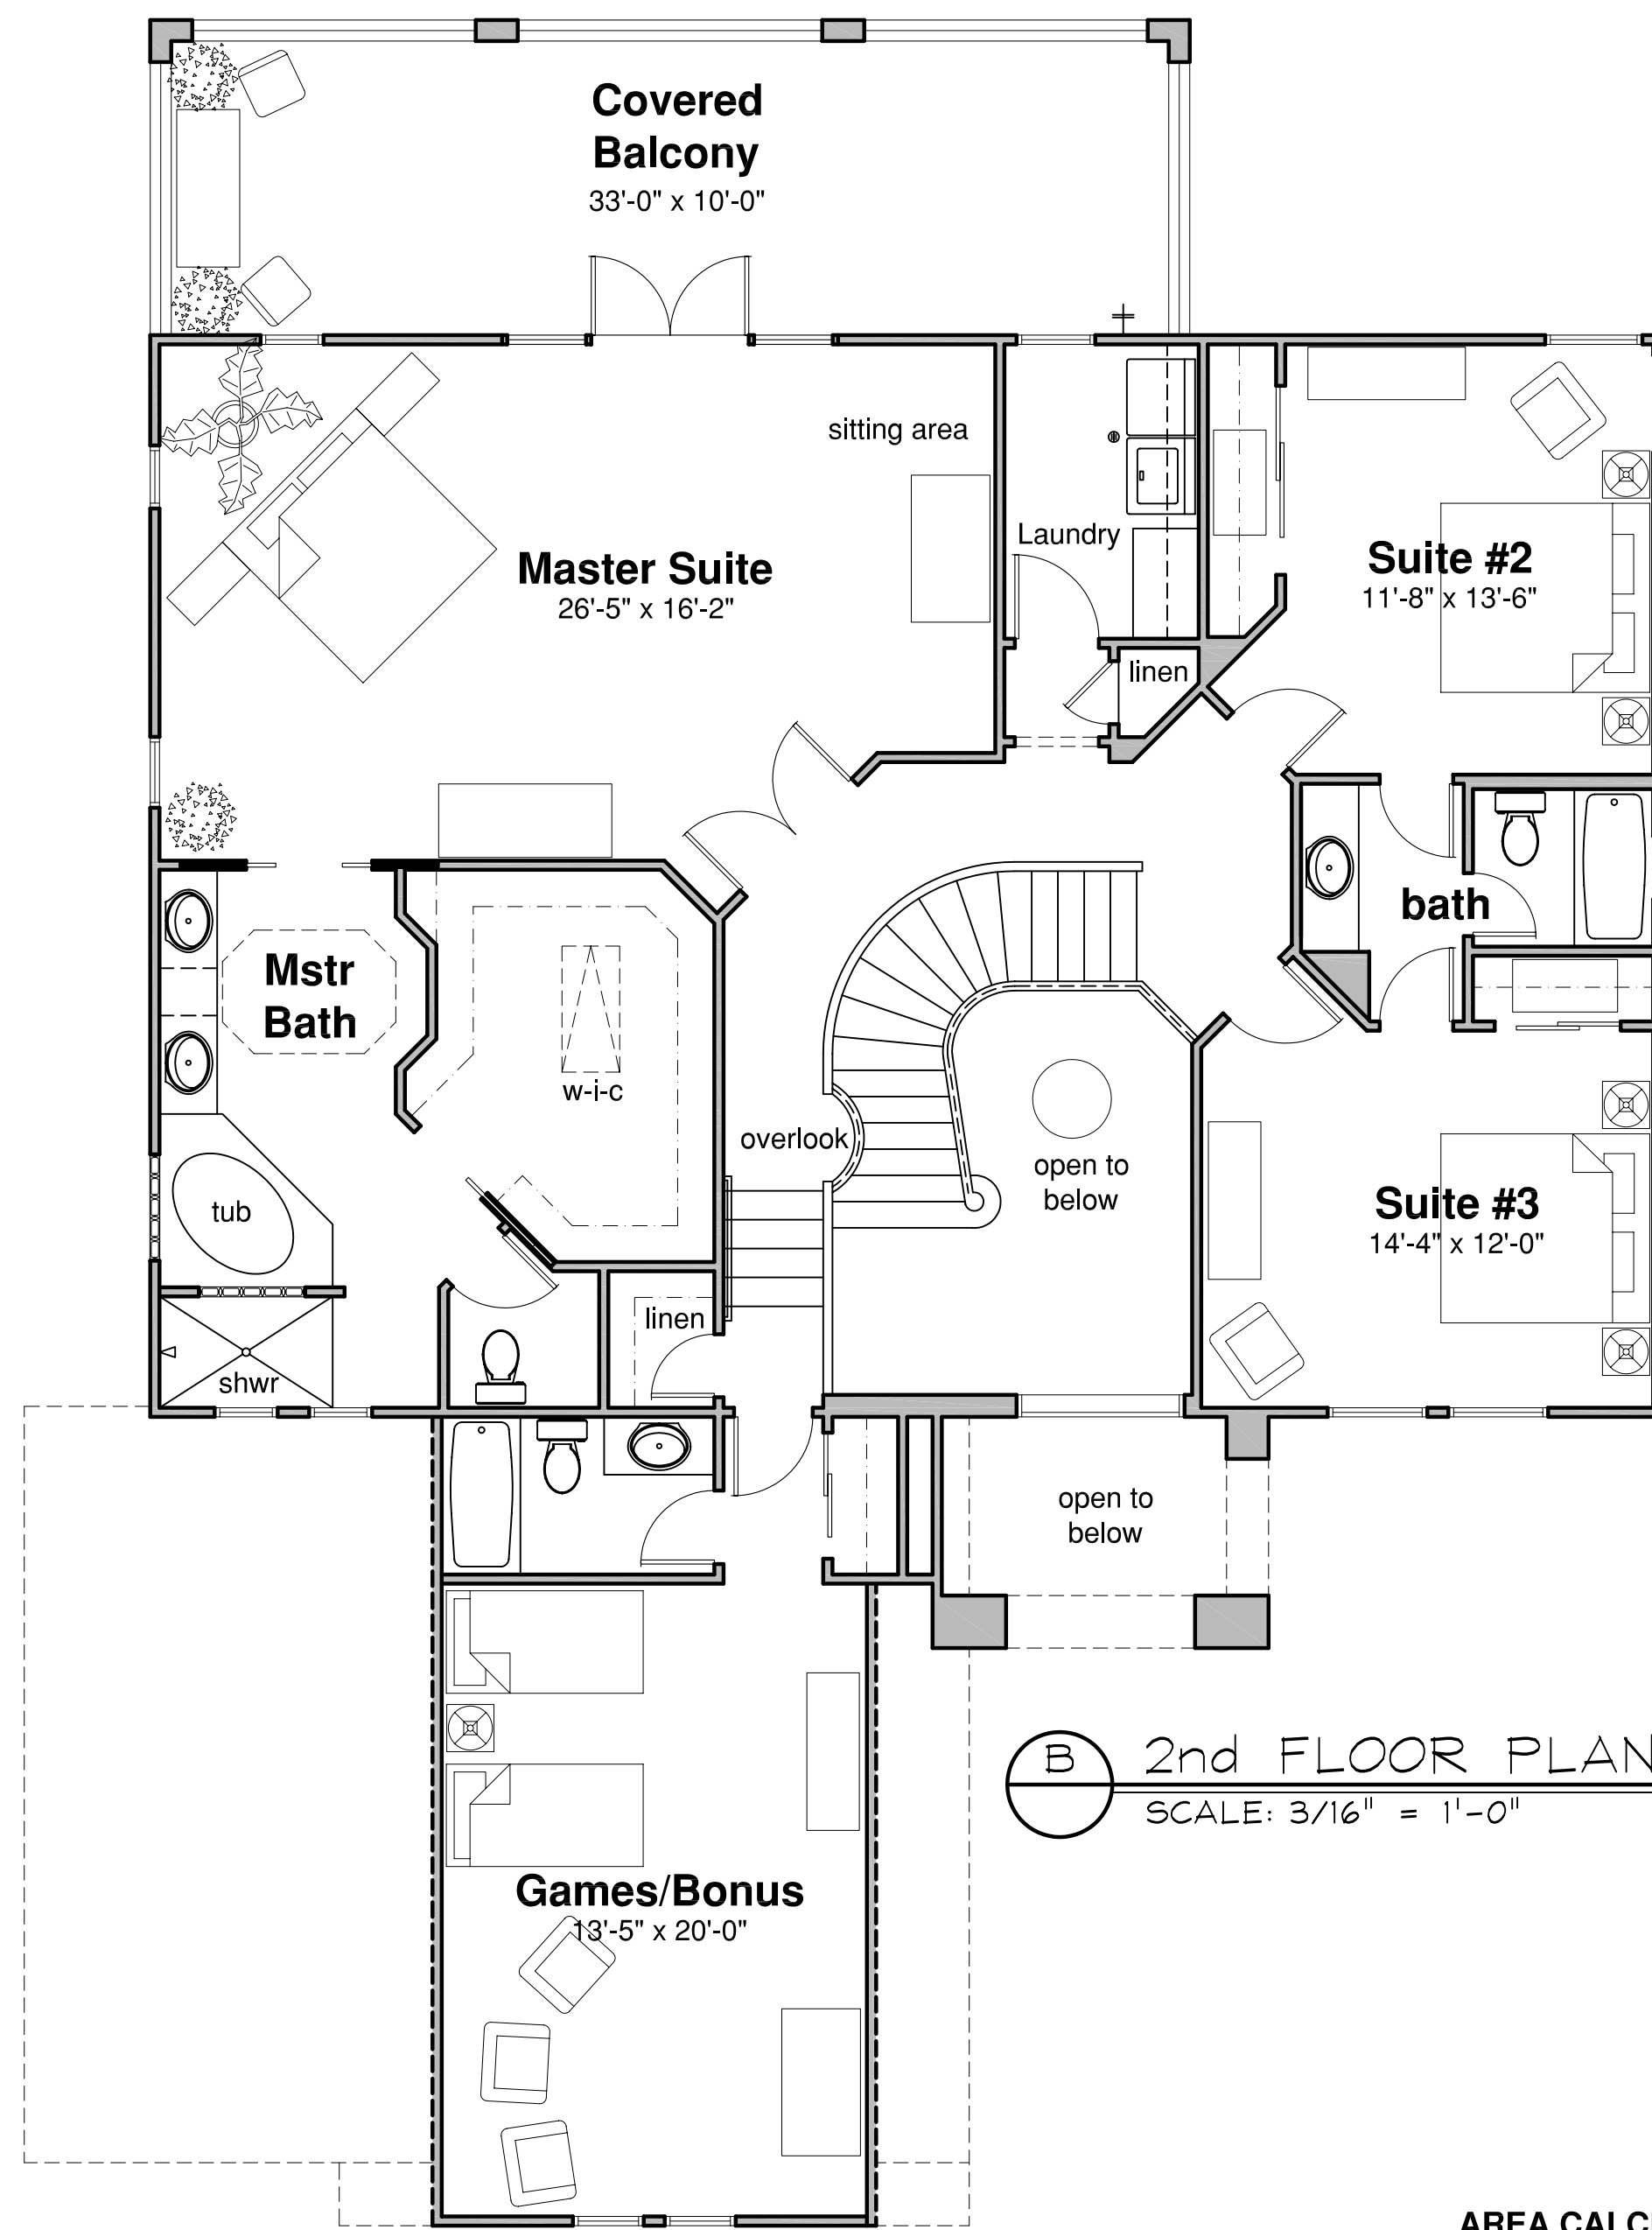 Covered
Balcony
33'-0" x 10'-0"
sitting area
Laundry
Master Suite
26'-5" x 16'-2"
Suite #2
11'-8" x 13'-6"
linen
bath
Mstr
Bath
w-i-c
overlook
open to
below
tub
Suite #3
14'-4" x 12'-0"
linen
shwr
open to
below
B
2nd FLOOR PLAN
SCALE: 3/16" = 1'-0"
Games/Bonus
13'-5" x 20'-0"
AREA CALC